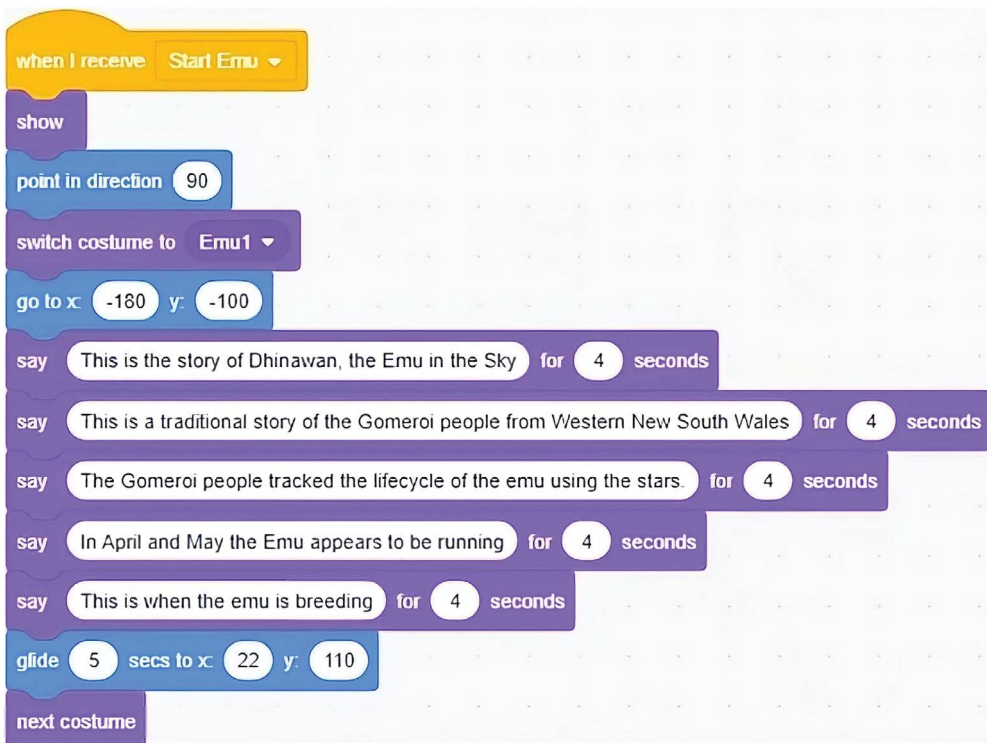 when I receive Start Emu
show
point in direction 90
switch costume to Emu1
go to x: -180 y: -100
say This is the story of Dhinawan, the Emu in the Sky for 4 seconds
say This is a traditional story of the Gomeroi people from Western New South Wales for 4 seconds
say The Gomeroi people tracked the lifecycle of the emu using the stars. for 4 seconds
say In April and May the Emu appears to be running for 4 seconds
say This is when the emu is breeding for 4 seconds
glide 5 secs to x: 22 y: 110
next costume